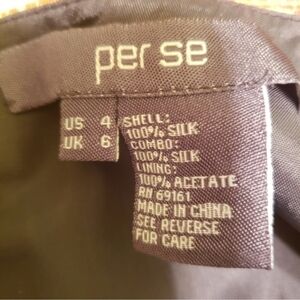 per se
US 4
UK 6
SHELL:
100% SILK
COMBO:
100% SILK
LINING:
100% ACETATE
RN 69161
MADE IN CHINA
SEE REVERSE
FOR CARE